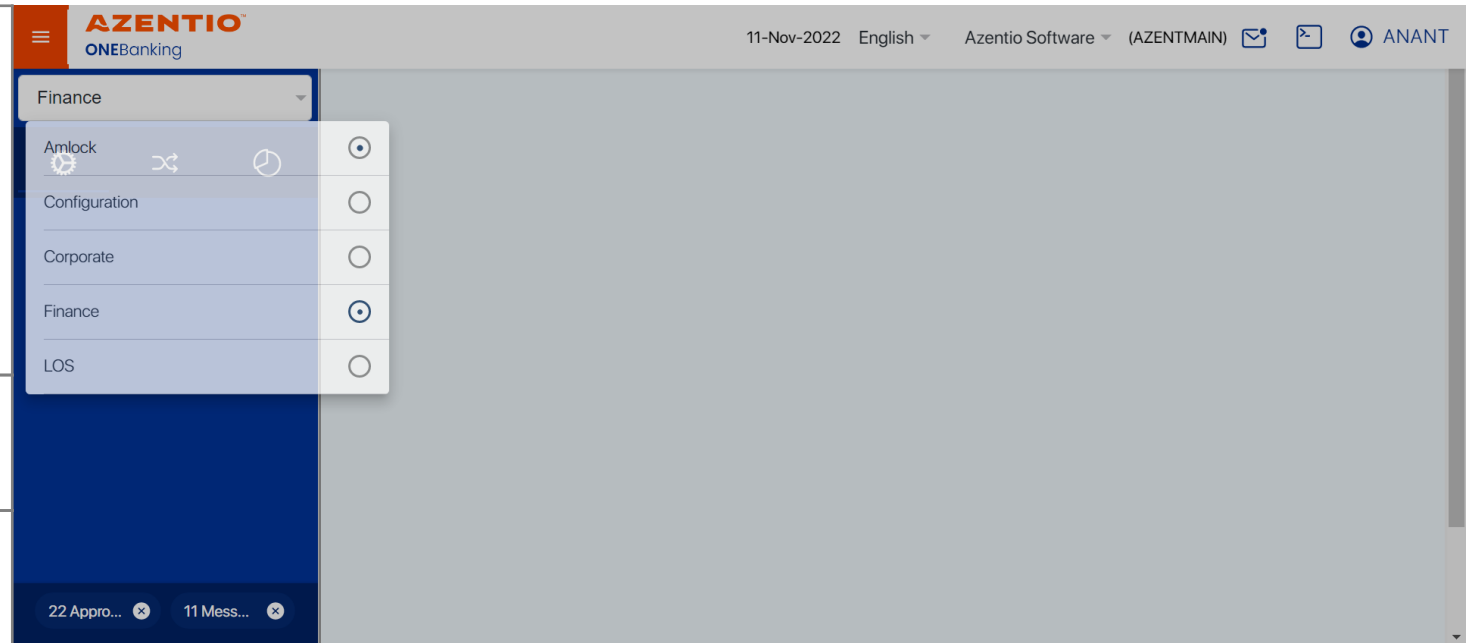 AZENTIO™
ONEBanking
11-Nov-2022 English Azentio Software (AZENTMAIN) ANANT
Finance
Amlock
Configuration
Corporate
Finance
LOS
22 Appro... 11 Mess...